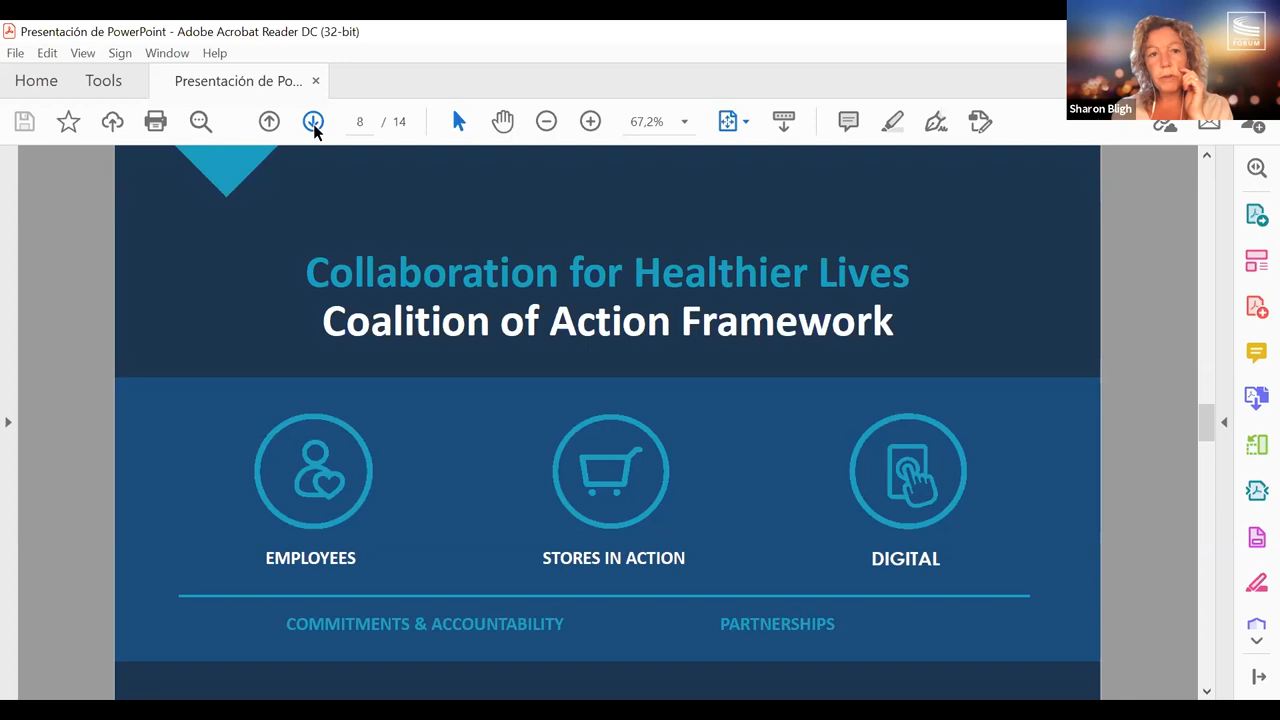 Presentación de PowerPoint - Adobe Acrobat Reader DC (32-bit)
File Edit View Sign Window Help
Home Tools Presentación de Po... ×
8 / 14 67,2%
FORUM
Sharon Bligh
Collaboration for Healthier Lives
Coalition of Action Framework
EMPLOYEES STORES IN ACTION DIGITAL
COMMITMENTS & ACCOUNTABILITY PARTNERSHIPS